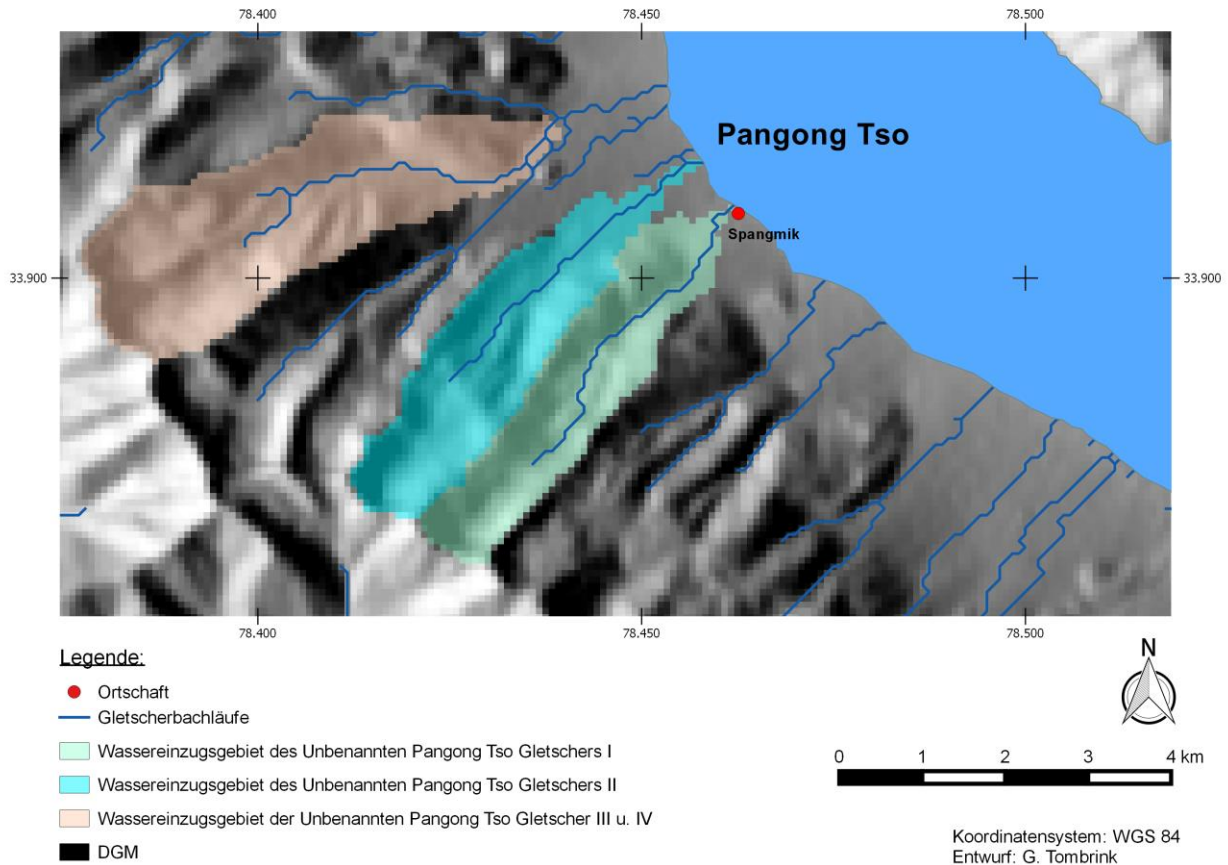 78.400 78.450 78.500
Pangong Tso
Spangmik
33.900 33.900
78.400 78.450 78.500
Legende:
Ortschaft
Gletscherbachläufe
Wassereinzugsgebiet des Unbenannten Pangong Tso Gletschers I
Wassereinzugsgebiet des Unbenannten Pangong Tso Gletschers II
Wassereinzugsgebiet der Unbenannten Pangong Tso Gletscher III u. IV
DGM
N
0 1 2 3 4 km
Koordinatensystem: WGS 84
Entwurf: G. Tombrink